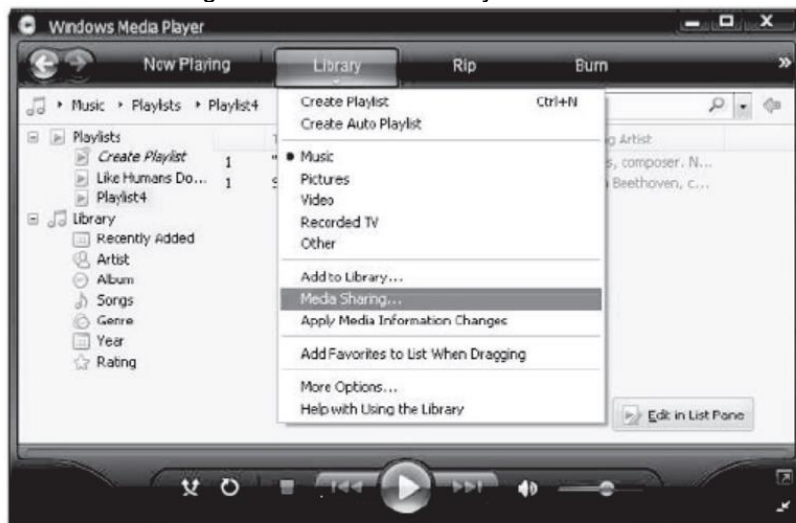 Windows Media Player
Now Playing
Library
Rip
Burn
»
Music ▸ Playlists ▸ Playlist4
Create Playlist Ctrl+N
Create Auto Playlist
Music
Pictures
Video
Recorded TV
Other
Add to Library...
Media Sharing...
Apply Media Information Changes
Add Favorites to List When Dragging
More Options...
Help with Using the Library
Playlists
Create Playlist
Like Humans Do...
Playlist4
Library
Recently Added
Artist
Album
Songs
Genre
Year
Rating
1
1
Artist
s, composer. N...
Beethoven, c...
Edit in List Pane